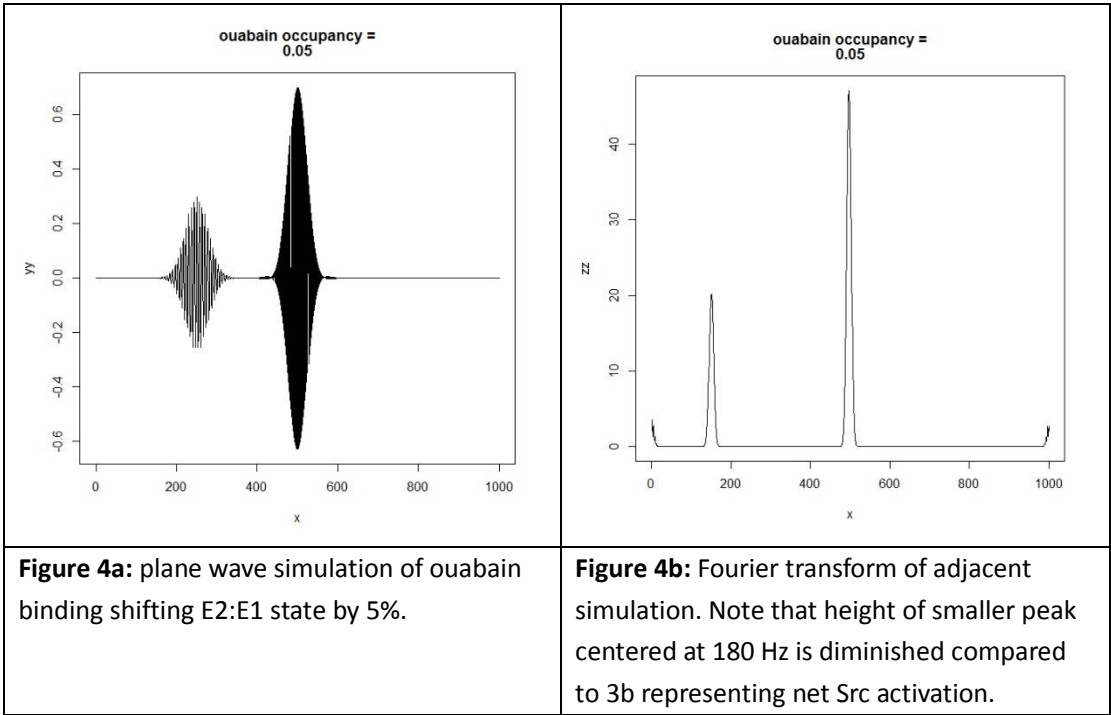 ouabain occupancy =
0.05
0.6
0.4
0.2
0.0
-0.2
-0.4
-0.6
yy
0 200 400 600 800 1000
x
ouabain occupancy =
0.05
40
30
20
10
0
zz
0 200 400 600 800 1000
x
Figure 4a: plane wave simulation of ouabain
binding shifting E2:E1 state by 5%.
Figure 4b: Fourier transform of adjacent
simulation. Note that height of smaller peak
centered at 180 Hz is diminished compared
to 3b representing net Src activation.